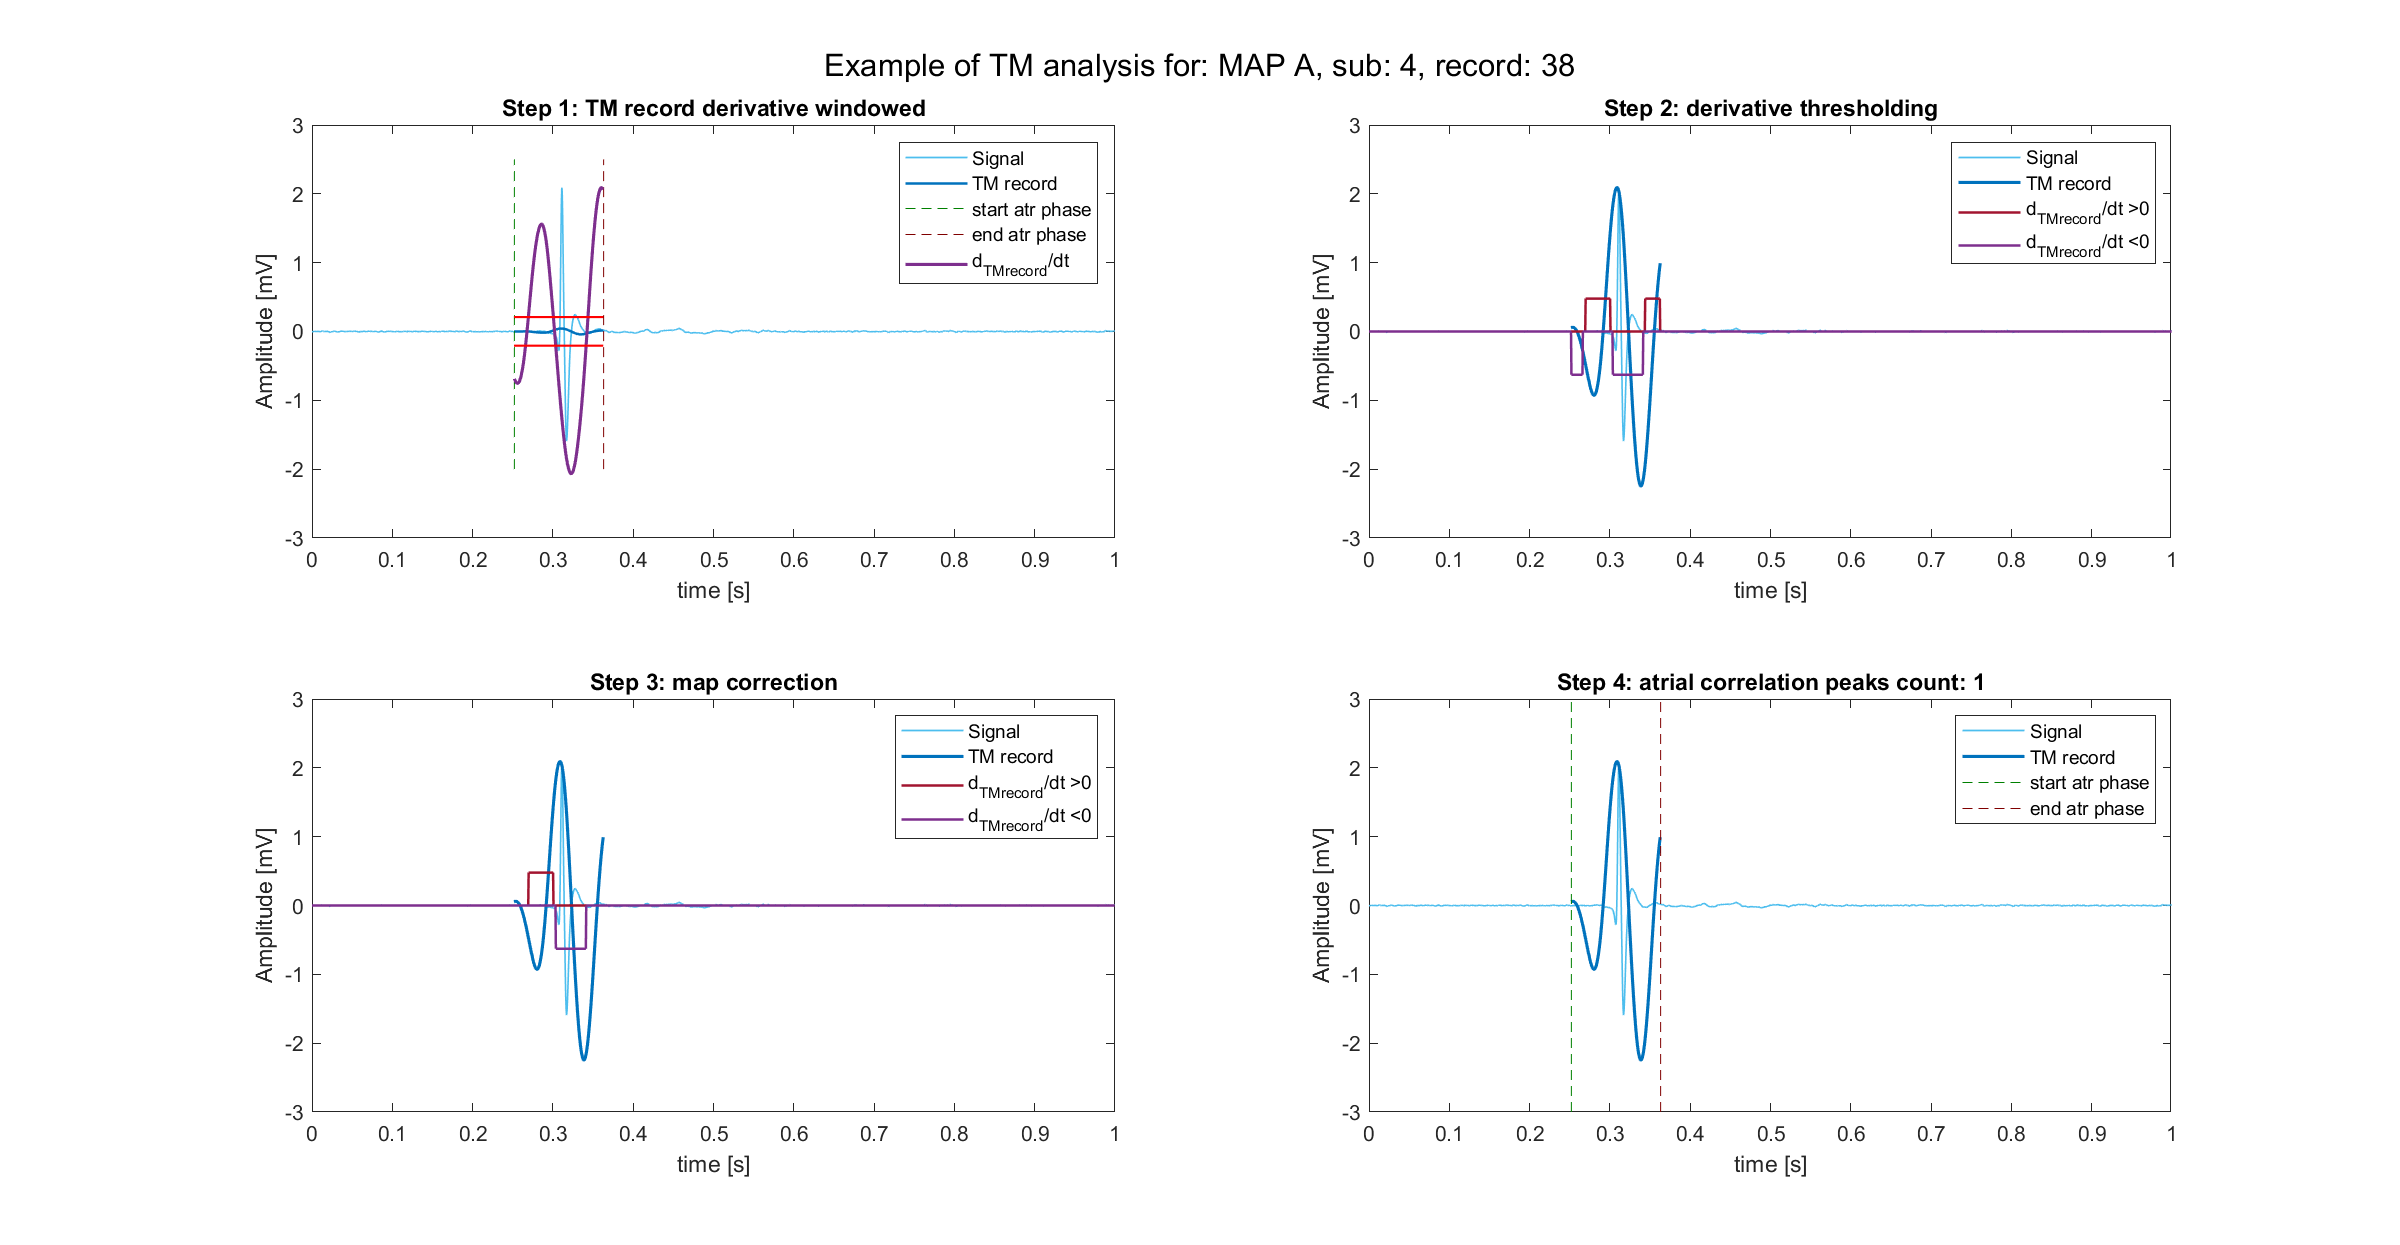 Example of TM analysis for: MAP A, sub: 4, record: 38
Step 1: TM record derivative windowed
3
2
1
0
-1
-2
-3
Amplitude [mV]
0 0.1 0.2 0.3 0.4 0.5 0.6 0.7 0.8 0.9 1
time [s]
Signal
TM record
start atr phase
end atr phase
dTMrecord/dt
Step 2: derivative thresholding
3
2
1
0
-1
-2
-3
Amplitude [mV]
0 0.1 0.2 0.3 0.4 0.5 0.6 0.7 0.8 0.9 1
time [s]
Signal
TM record
dTMrecord/dt >0
dTMrecord/dt <0
Step 3: map correction
3
2
1
0
-1
-2
-3
Amplitude [mV]
0 0.1 0.2 0.3 0.4 0.5 0.6 0.7 0.8 0.9 1
time [s]
Signal
TM record
dTMrecord/dt >0
dTMrecord/dt <0
Step 4: atrial correlation peaks count: 1
3
2
1
0
-1
-2
-3
Amplitude [mV]
0 0.1 0.2 0.3 0.4 0.5 0.6 0.7 0.8 0.9 1
time [s]
Signal
TM record
start atr phase
end atr phase